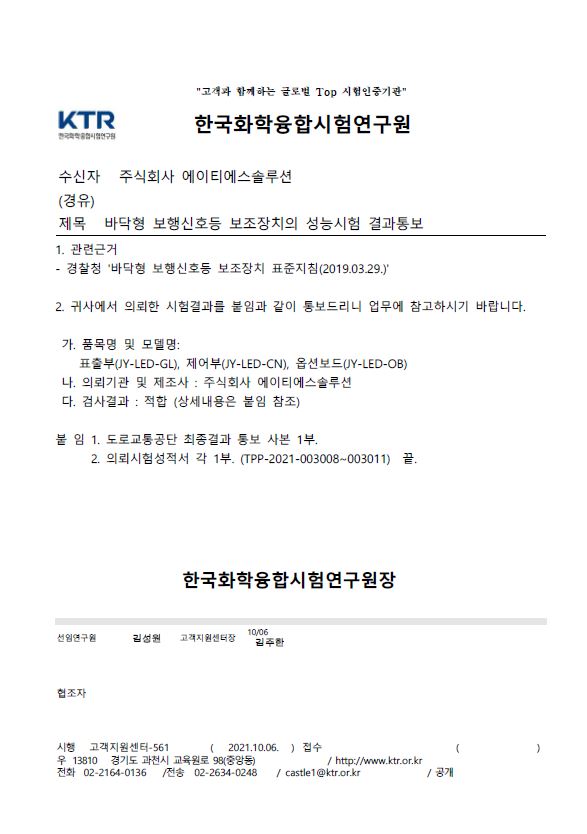 "고객과 함께하는 글로벌 Top 시험인증기관"
KTR
한국화학융합시험연구원
한국화학융합시험연구원
수신자 주식회사 에이티에스솔루션
(경유)
제목 바닥형 보행신호등 보조장치의 성능시험 결과통보
1. 관련근거
- 경찰청 '바닥형 보행신호등 보조장치 표준지침(2019.03.29.)'
2. 귀사에서 의뢰한 시험결과를 붙임과 같이 통보드리니 업무에 참고하시기 바랍니다.
가. 품목명 및 모델명:
표출부(JY-LED-GL), 제어부(JY-LED-CN), 옵션보드(JY-LED-OB)
나. 의뢰기관 및 제조사 : 주식회사 에이티에스솔루션
다. 검사결과 : 적합 (상세내용은 붙임 참조)
붙 임 1. 도로교통공단 최종결과 통보 사본 1부.
2. 의뢰시험성적서 각 1부. (TPP-2021-003008~003011) 끝.
한국화학융합시험연구원장
선임연구원 김성원 고객지원센터장 10/06 김주한
협조자
시행 고객지원센터-561 ( 2021.10.06. ) 접수 ( )
우 13810 경기도 과천시 교육원로 98(중앙동) / http://www.ktr.or.kr
전화 02-2164-0136 /전송 02-2634-0248 / castle1@ktr.or.kr / 공개